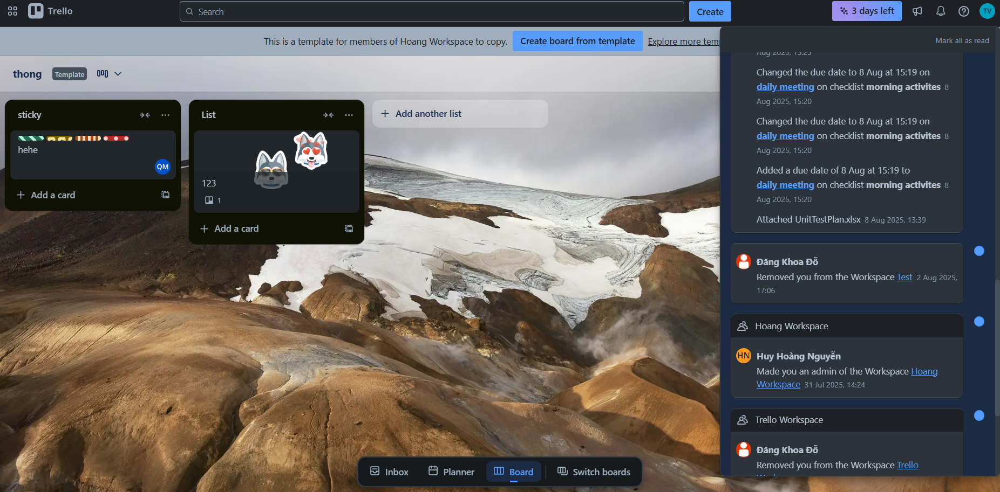 Trello
Search
Create
3 days left
TV
This is a template for members of Hoang Workspace to copy.
Create board from template
Explore more tem
thong
Template
sticky
hehe
QM
Add a card
List
123
1
Add a card
Add another list
Mark all as read
Aug 2025, 15:25
Changed the due date to 8 Aug at 15:19 on
daily meeting on checklist morning activites 8
Aug 2025, 15:20
Changed the due date to 8 Aug at 15:19 on
daily meeting on checklist morning activites 8
Aug 2025, 15:20
Added a due date of 8 Aug at 15:19 to
daily meeting on checklist morning activites 8
Aug 2025, 15:20
Attached UnitTestPlan.xlsx 8 Aug 2025, 13:39
Đăng Khoa Đỗ
Removed you from the Workspace Test 2 Aug 2025,
17:06
Hoang Workspace
HN
Huy Hoàng Nguyễn
Made you an admin of the Workspace Hoang
Workspace 31 Jul 2025, 14:24
Trello Workspace
Đăng Khoa Đỗ
Removed you from the Workspace Trello
Inbox
Planner
Board
Switch boards